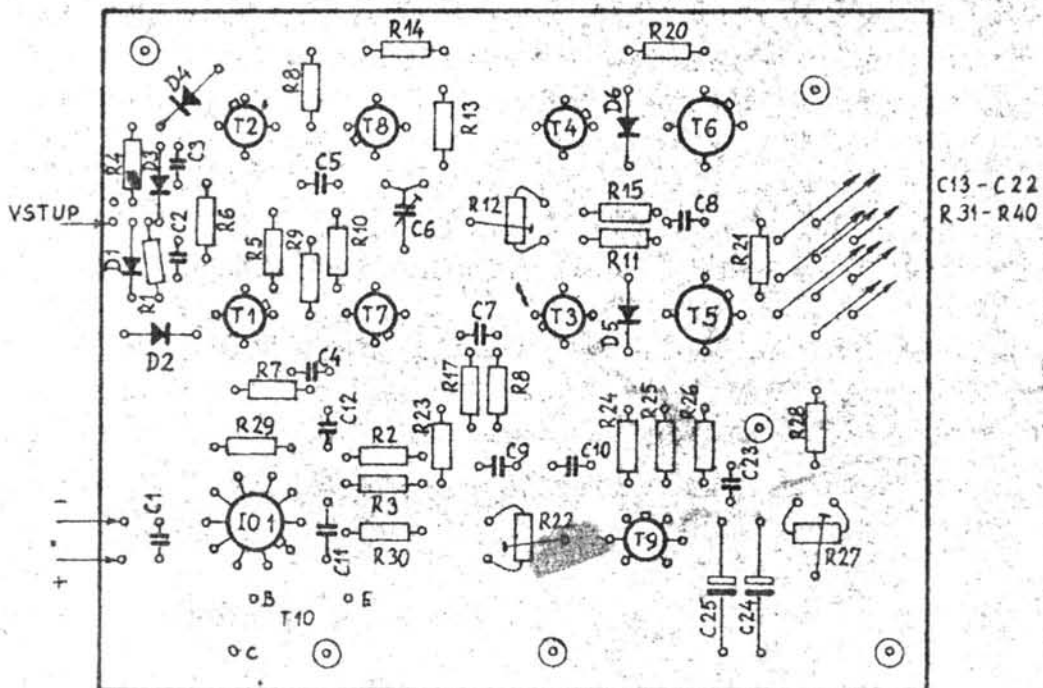 R14
R20
R8
D4
T2
T8
R13
T4
D6
T6
R4
D3
C3
C5
C13-C22
R31-R40
VSTUP
R6
R5
R9
R10
C6
R12
R15
C8
R11
R21
D1
R1
C2
T1
T7
C7
T3
D5
T5
D2
R7
C4
R17
R8
R29
C12
R2
R23
R24
R25
R26
R28
C9
C10
C23
C1
IO1
R3
R30
C11
R22
T9
R27
-
+
B
E
T10
C
C25
C24